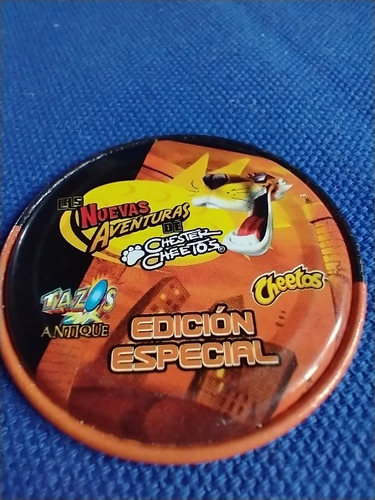 LAS
NUEVAS
AVENTURAS
DE
CHESTER
CHEETOS®
Cheetos
TAZOS
ANTIQUE
EDICIÓN
ESPECIAL